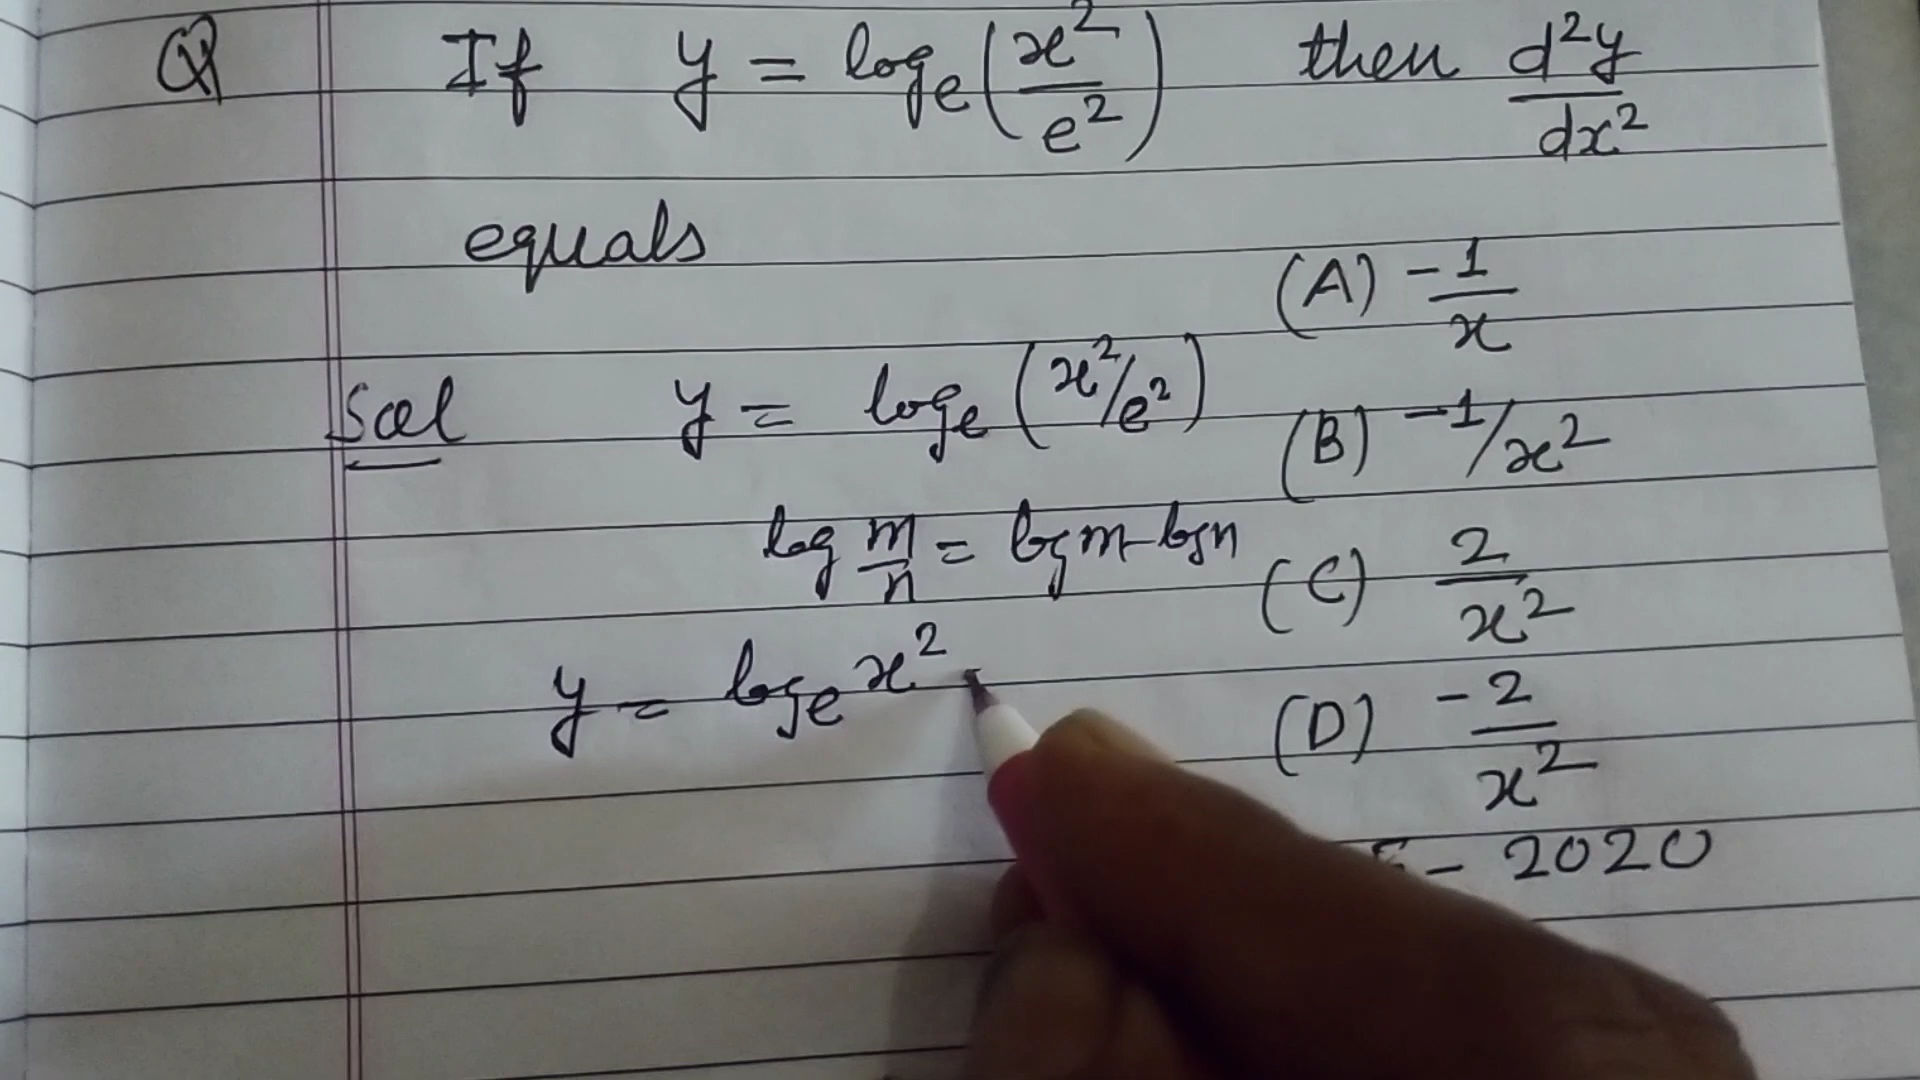 Q If y = logₑ(x²/e²) then d²y/dx²
equals
(A) -1/x
Sol y = logₑ(x²/e²)
(B) -1/x²
log m/n = log m - log n
(C) 2/x²
y = logₑ x²
(D) -2/x²
- 2020